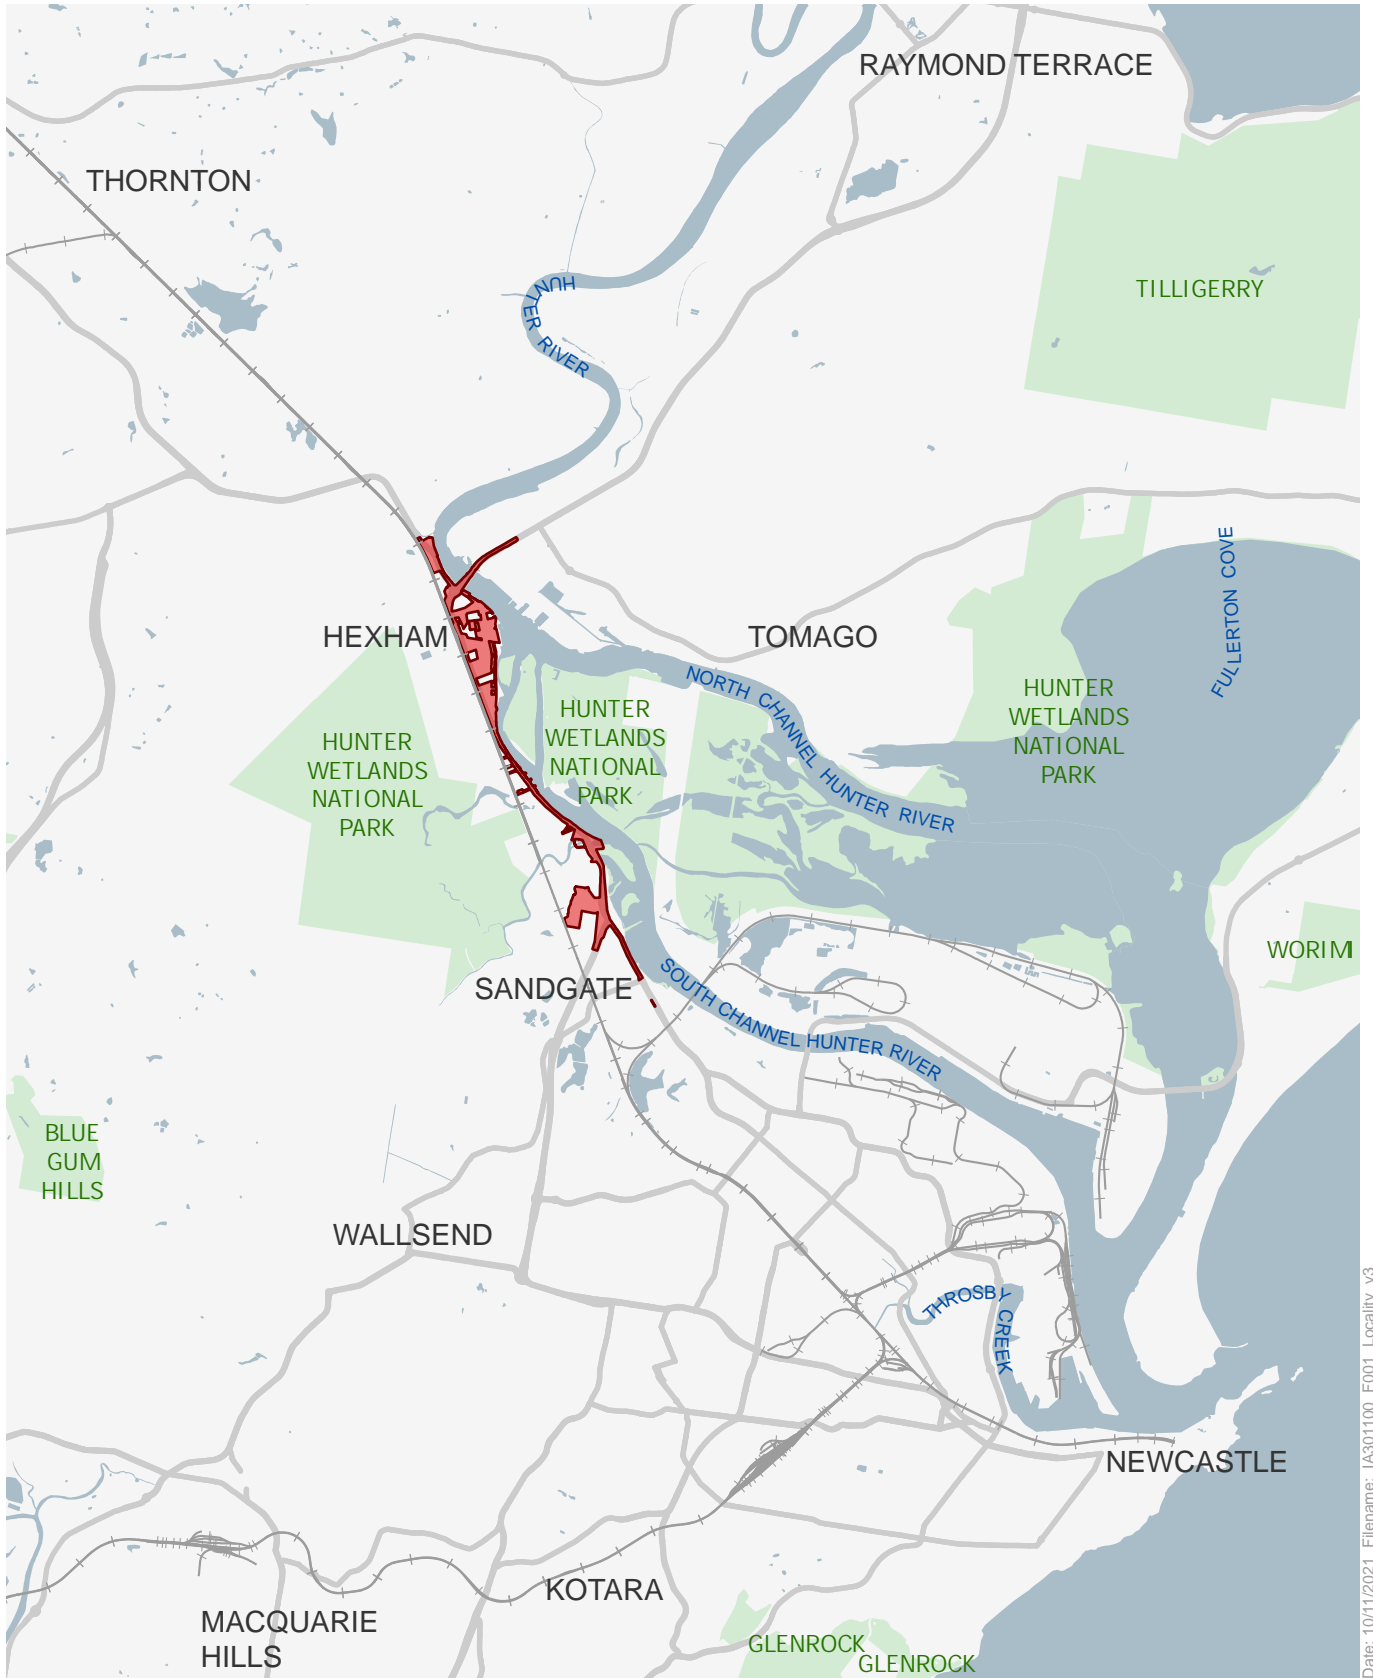 RAYMOND TERRACE
THORNTON
TILLIGERRY
HUNTER RIVER
FULLERTON COVE
HEXHAM
TOMAGO
NORTH CHANNEL HUNTER RIVER
HUNTER
WETLANDS
NATIONAL
PARK
HUNTER
WETLANDS
NATIONAL
PARK
HUNTER
WETLANDS
NATIONAL
PARK
WORIMI
SANDGATE
SOUTH CHANNEL HUNTER RIVER
BLUE
GUM
HILLS
WALLSEND
THROSBY CREEK
NEWCASTLE
KOTARA
MACQUARIE
HILLS
GLENROCK
GLENROCK
Date: 10/11/2021 Filename: IA301100_F001_Locality_v3